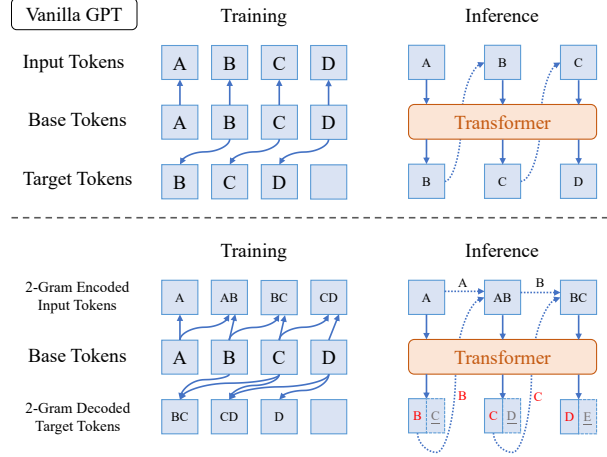 Vanilla GPT
Training
Inference
Input Tokens
A B C D
A B C
Base Tokens
A B C D
Transformer
Target Tokens
B C D
B C D
Training
Inference
2-Gram Encoded
Input Tokens
A AB BC CD
A A AB B BC
Base Tokens
A B C D
Transformer
B C
2-Gram Decoded
Target Tokens
BC CD D
B C C D D E